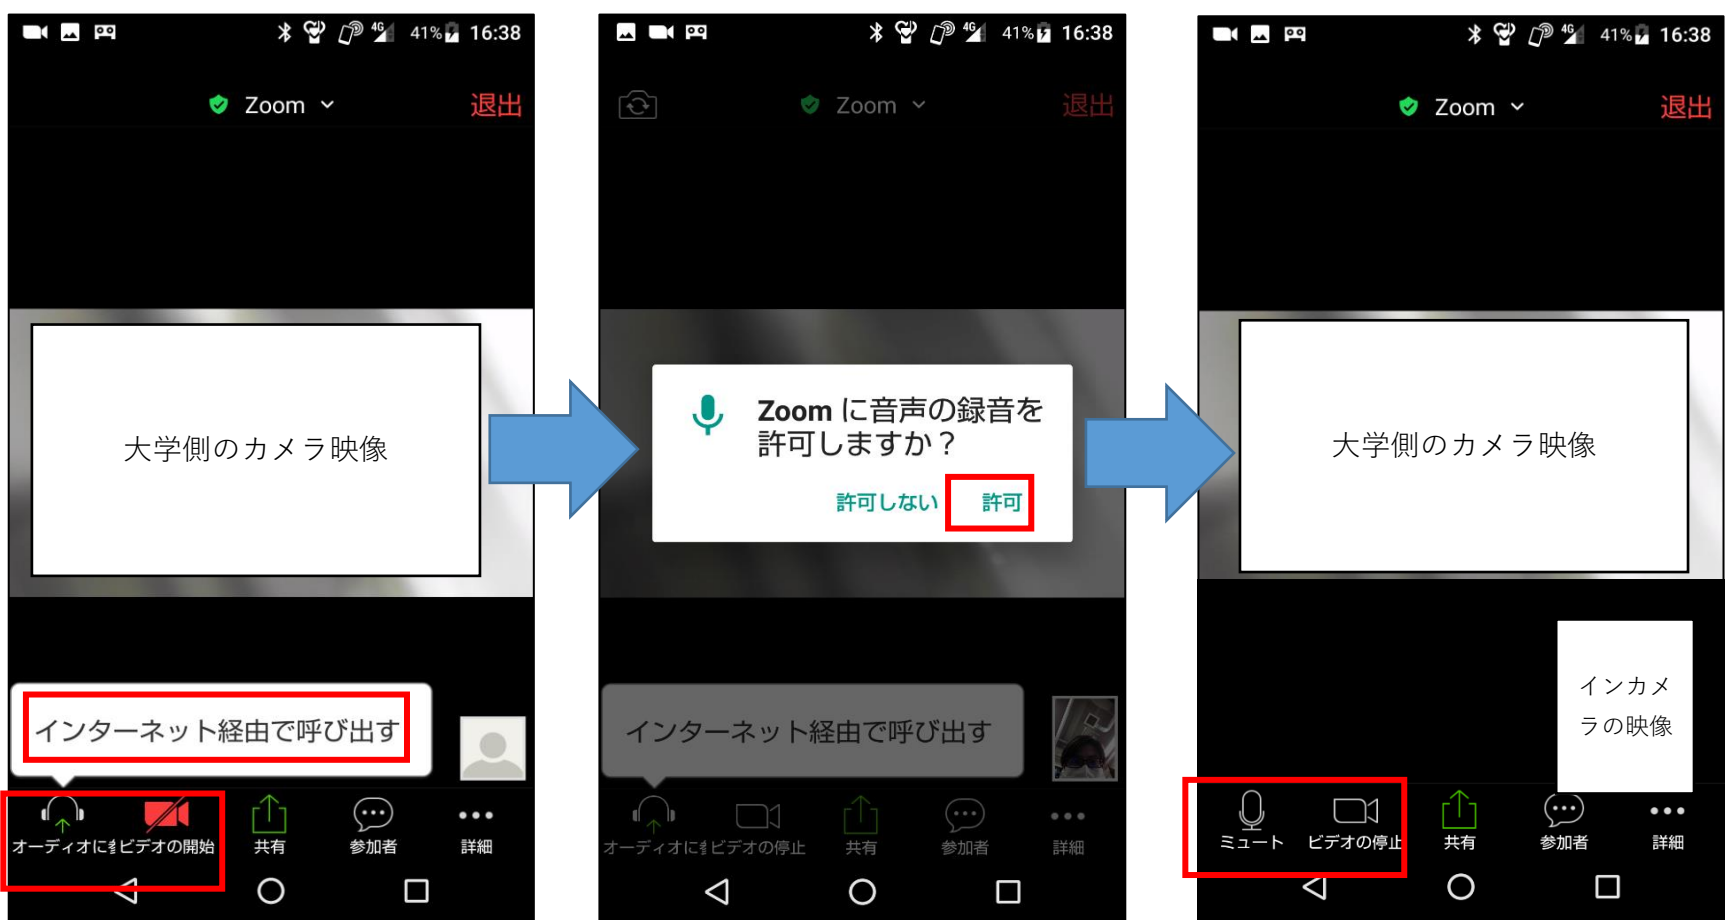 41% 16:38
Zoom
退出
大学側のカメラ映像
インターネット経由で呼び出す
オーディオに参
ビデオの開始
共有
参加者
詳細
41% 16:38
Zoom
退出
Zoom に音声の録音を
許可しますか？
許可しない
許可
インターネット経由で呼び出す
オーディオに参
ビデオの停止
共有
参加者
詳細
41% 16:38
Zoom
退出
大学側のカメラ映像
インカメ
ラの映像
ミュート
ビデオの停止
共有
参加者
詳細